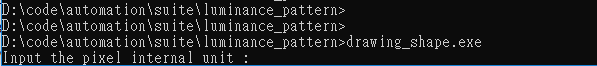 D:\code\automation\suite\luminance_pattern>
D:\code\automation\suite\luminance_pattern>
D:\code\automation\suite\luminance_pattern>drawing_shape.exe
Input the pixel internal unit :